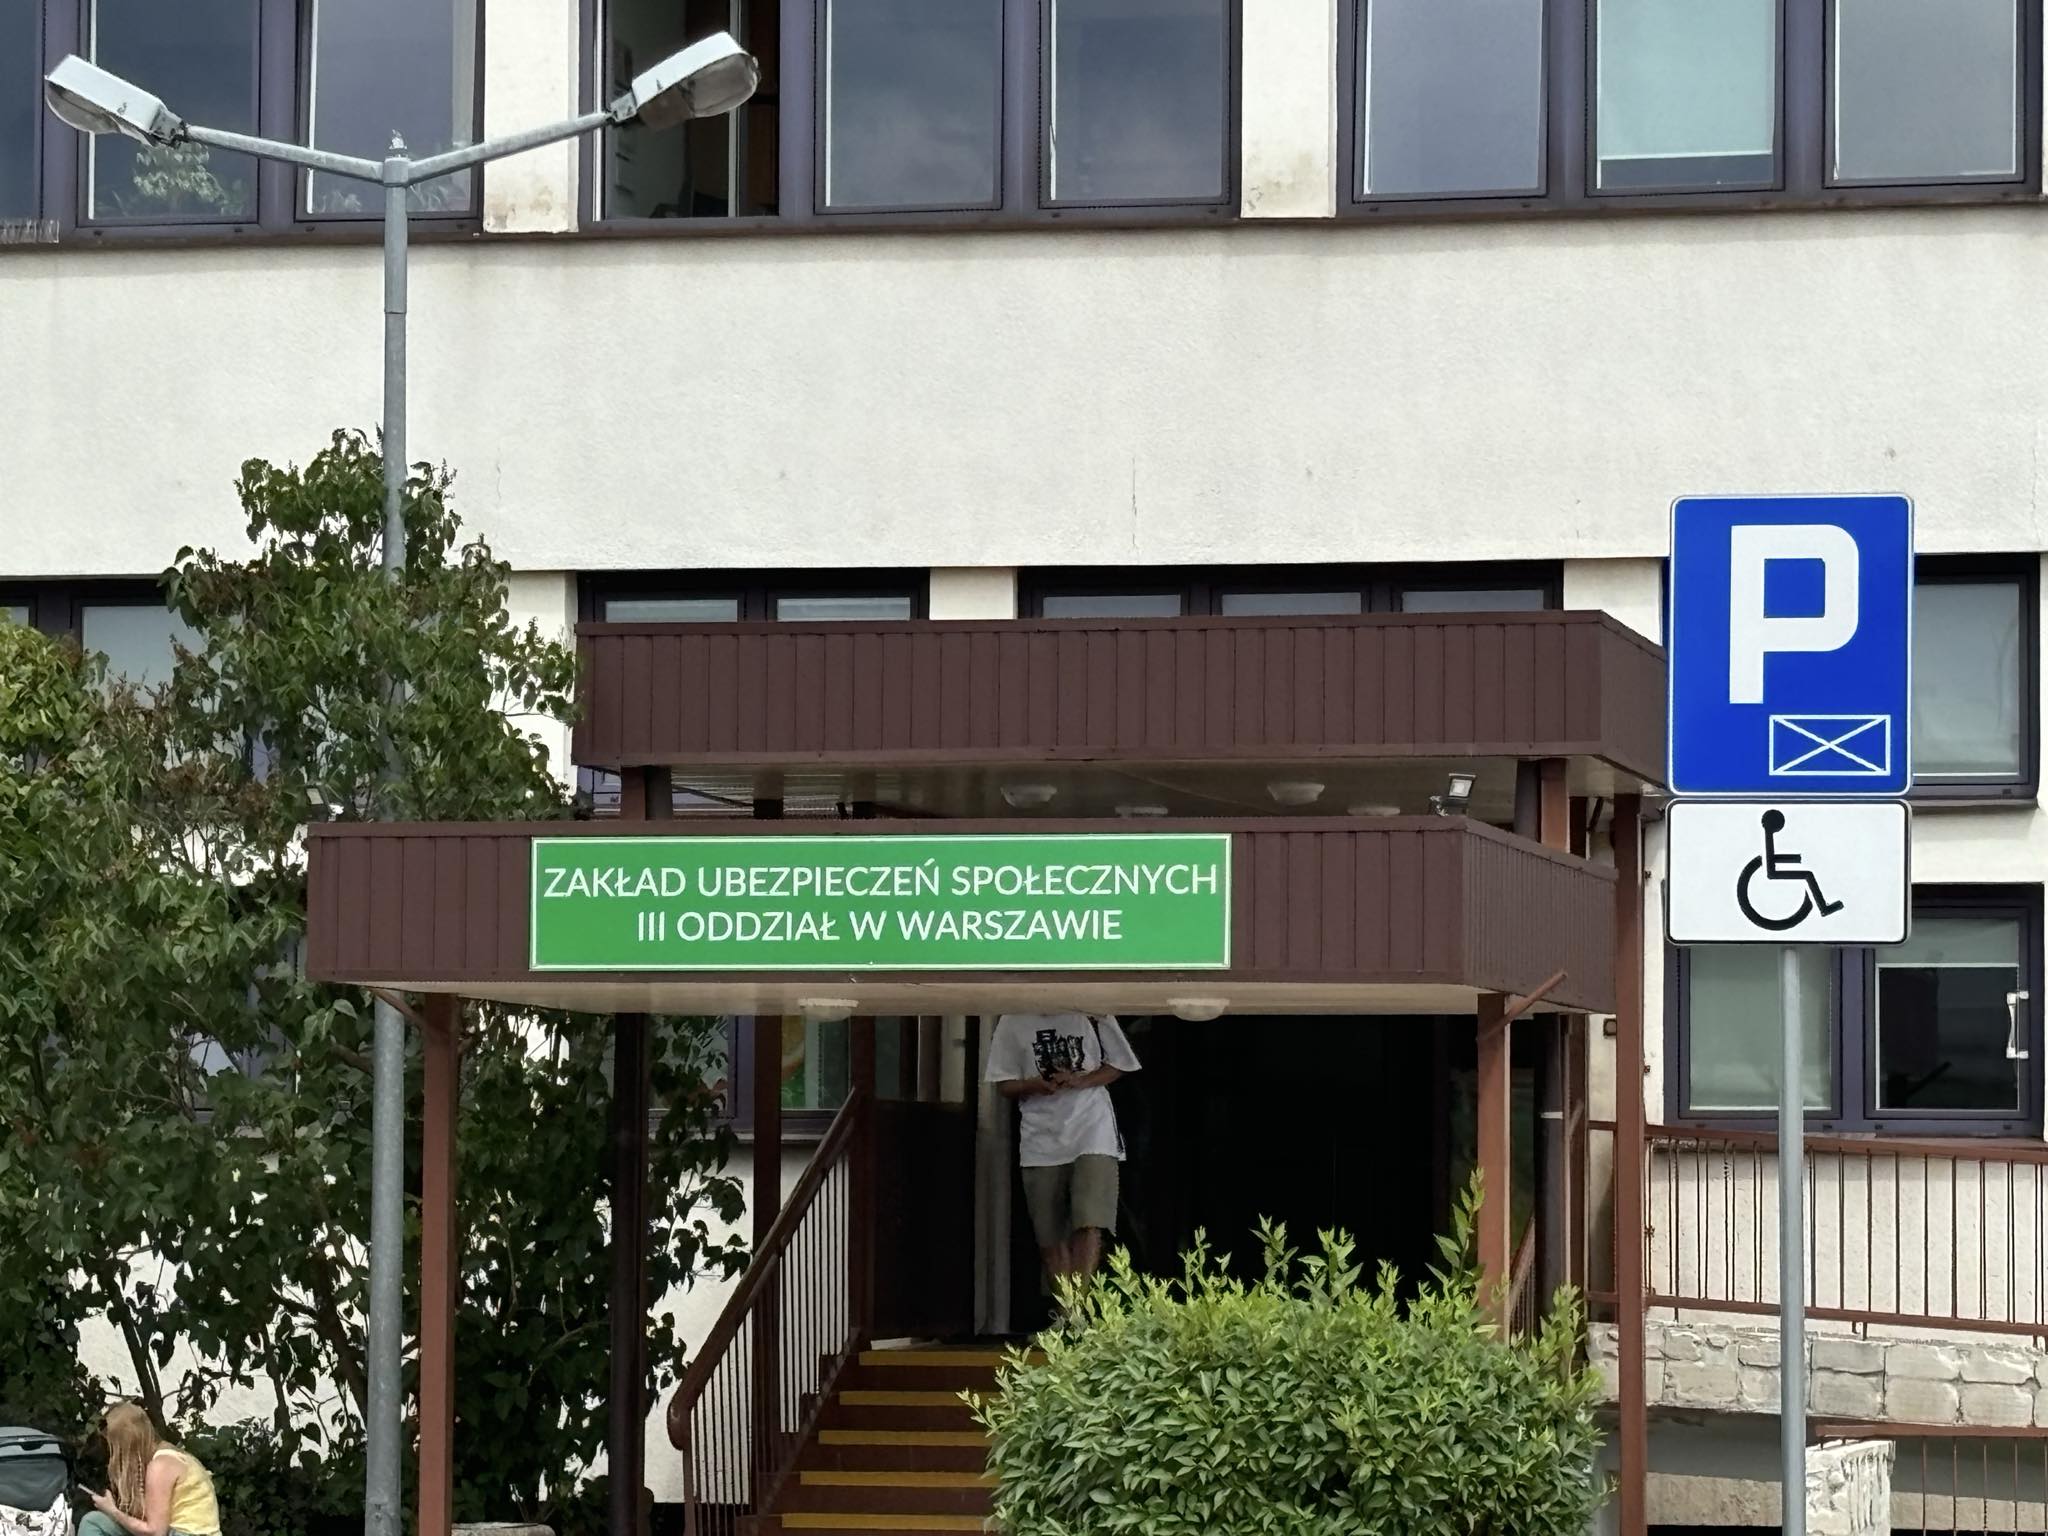 ZAKŁAD UBEZPIECZEŃ SPOŁECZNYCH
III ODDZIAŁ W WARSZAWIE
P